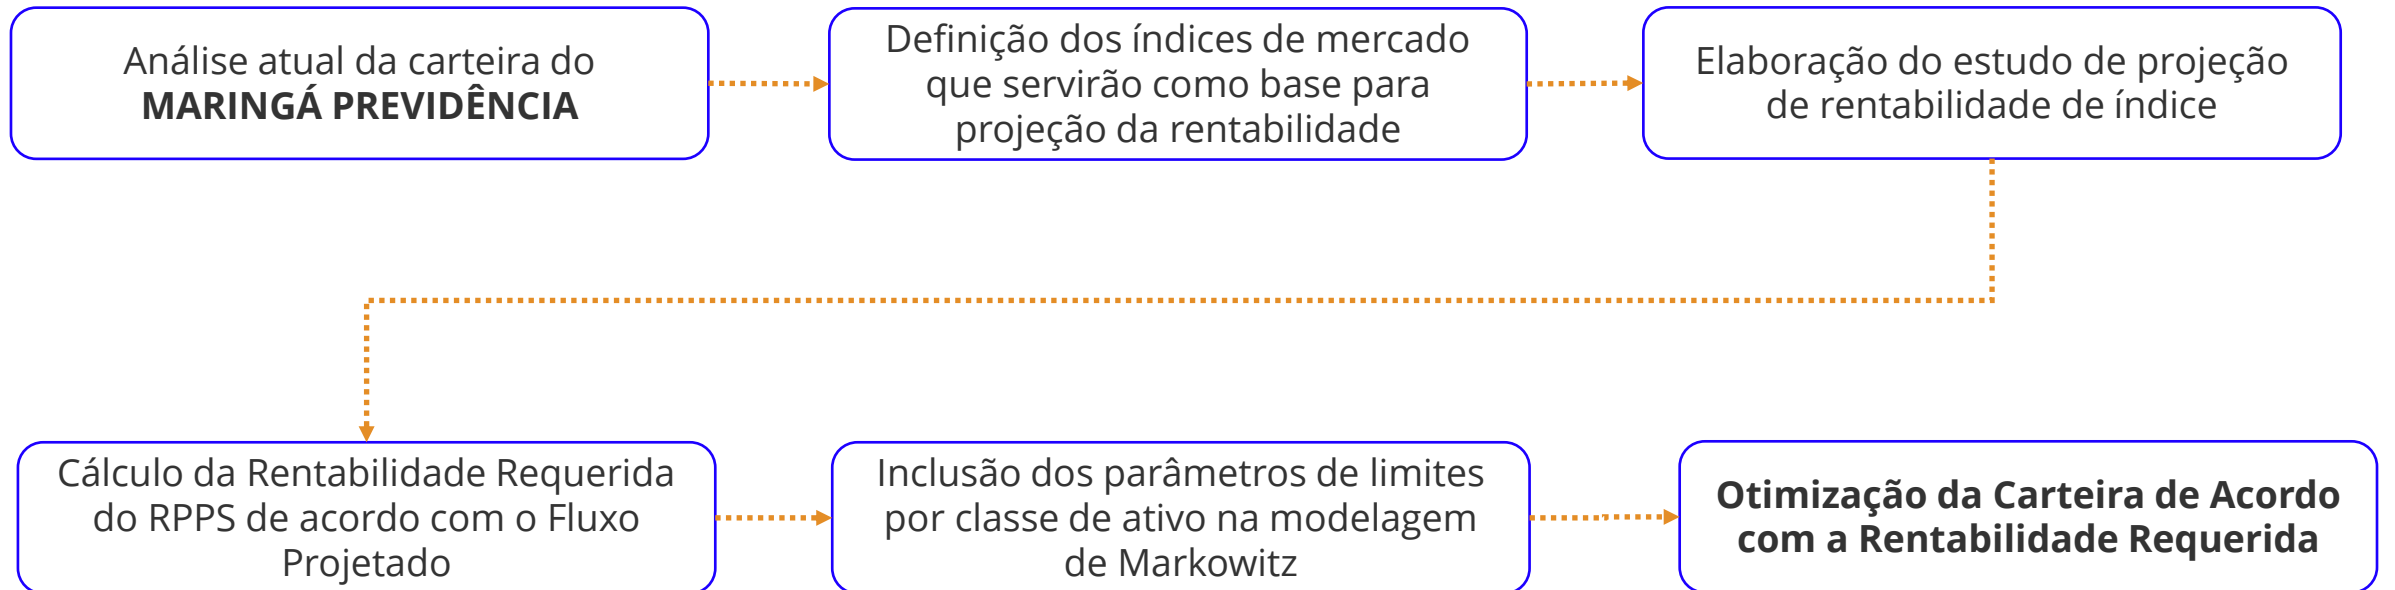 Análise atual da carteira do
MARINGÁ PREVIDÊNCIA
Definição dos índices de mercado
que servirão como base para
projeção da rentabilidade
Elaboração do estudo de projeção
de rentabilidade de índice
Cálculo da Rentabilidade Requerida
do RPPS de acordo com o Fluxo
Projetado
Inclusão dos parâmetros de limites
por classe de ativo na modelagem
de Markowitz
Otimização da Carteira de Acordo
com a Rentabilidade Requerida